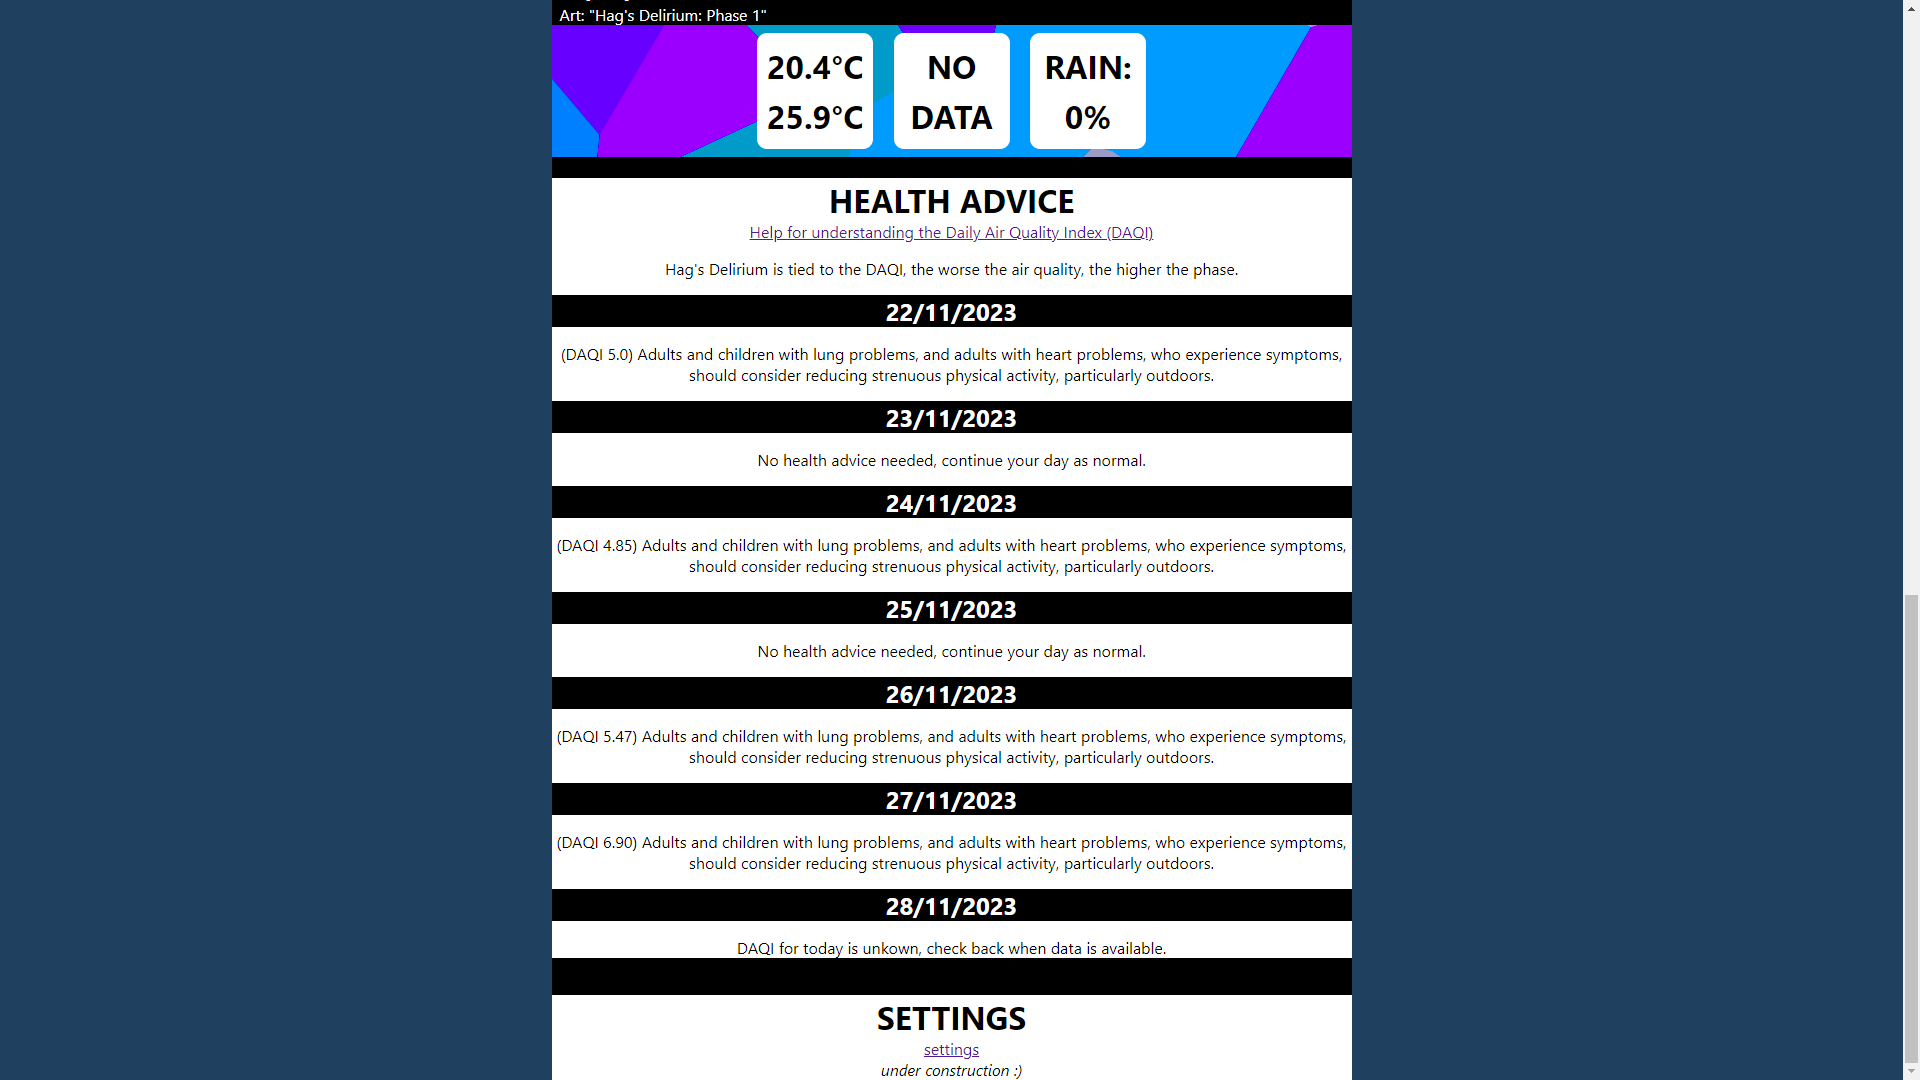 Art: "Hag's Delirium: Phase 1"
20.4°C
25.9°C
NO
DATA
RAIN:
0%
HEALTH ADVICE
Help for understanding the Daily Air Quality Index (DAQI)
Hag's Delirium is tied to the DAQI, the worse the air quality, the higher the phase.
22/11/2023
(DAQI 5.0) Adults and children with lung problems, and adults with heart problems, who experience symptoms,
should consider reducing strenuous physical activity, particularly outdoors.
23/11/2023
No health advice needed, continue your day as normal.
24/11/2023
(DAQI 4.85) Adults and children with lung problems, and adults with heart problems, who experience symptoms,
should consider reducing strenuous physical activity, particularly outdoors.
25/11/2023
No health advice needed, continue your day as normal.
26/11/2023
(DAQI 5.47) Adults and children with lung problems, and adults with heart problems, who experience symptoms,
should consider reducing strenuous physical activity, particularly outdoors.
27/11/2023
(DAQI 6.90) Adults and children with lung problems, and adults with heart problems, who experience symptoms,
should consider reducing strenuous physical activity, particularly outdoors.
28/11/2023
DAQI for today is unkown, check back when data is available.
SETTINGS
settings
under construction :)